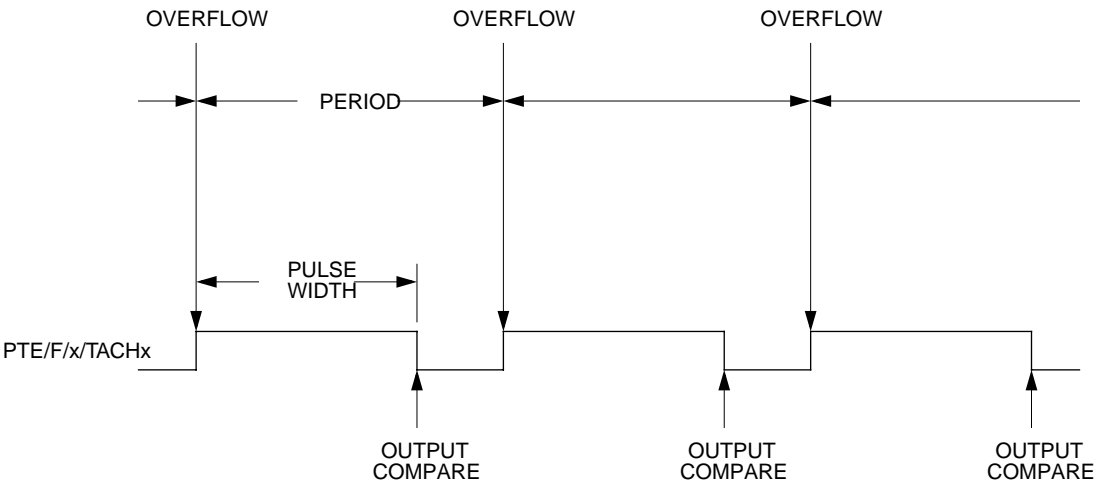 OVERFLOW OVERFLOW OVERFLOW
PERIOD
PULSE
WIDTH
PTE/F/x/TACHx
OUTPUT
COMPARE
OUTPUT
COMPARE
OUTPUT
COMPARE